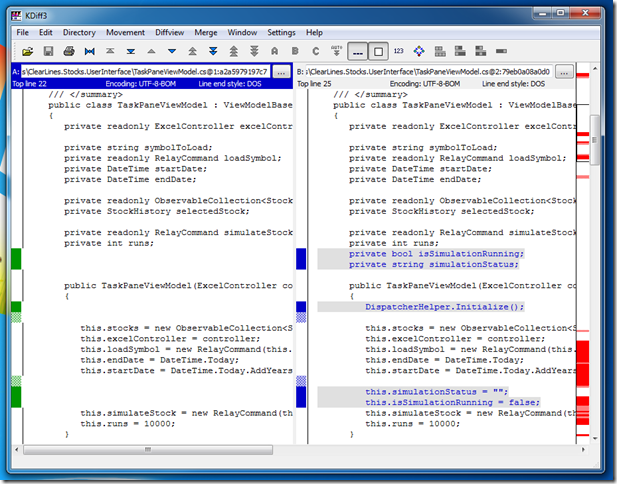 KDiff3
File Edit Directory Movement Diffview Merge Window Settings Help
A B C AUTO 123
A: s\ClearLines.Stocks.UserInterface\TaskPaneViewModel.cs@1:a2a5979197c7 ...
Top line 22 Encoding: UTF-8-BOM Line end style: DOS
/// </summary>
public class TaskPaneViewModel : ViewModelBase
{
private readonly ExcelController excelContr
private string symbolToLoad;
private readonly RelayCommand loadSymbol;
private DateTime startDate;
private DateTime endDate;
private readonly ObservableCollection<Stock
private StockHistory selectedStock;
private readonly RelayCommand simulateStock
private int runs;
public TaskPaneViewModel(ExcelController co
{
this.stocks = new ObservableCollection<S
this.excelController = controller;
this.loadSymbol = new RelayCommand(this.
this.endDate = DateTime.Today;
this.startDate = DateTime.Today.AddYears
this.simulateStock = new RelayCommand(th
this.runs = 10000;
}
B: :\ClearLines.Stocks.UserInterface\TaskPaneViewModel.cs@2:79eb0a08a0d0 ...
Top line 25 Encoding: UTF-8-BOM Line end style: DOS
/// </summary>
public class TaskPaneViewModel : ViewModelBase
{
private readonly ExcelController excelContr
private string symbolToLoad;
private readonly RelayCommand loadSymbol;
private DateTime startDate;
private DateTime endDate;
private readonly ObservableCollection<Stock
private StockHistory selectedStock;
private readonly RelayCommand simulateStock
private int runs;
private bool isSimulationRunning;
private string simulationStatus;
public TaskPaneViewModel(ExcelController co
{
DispatcherHelper.Initialize();
this.stocks = new ObservableCollection<S
this.excelController = controller;
this.loadSymbol = new RelayCommand(this.
this.endDate = DateTime.Today;
this.startDate = DateTime.Today.AddYears
this.simulationStatus = "";
this.isSimulationRunning = false;
this.simulateStock = new RelayCommand(th
this.runs = 10000;
}